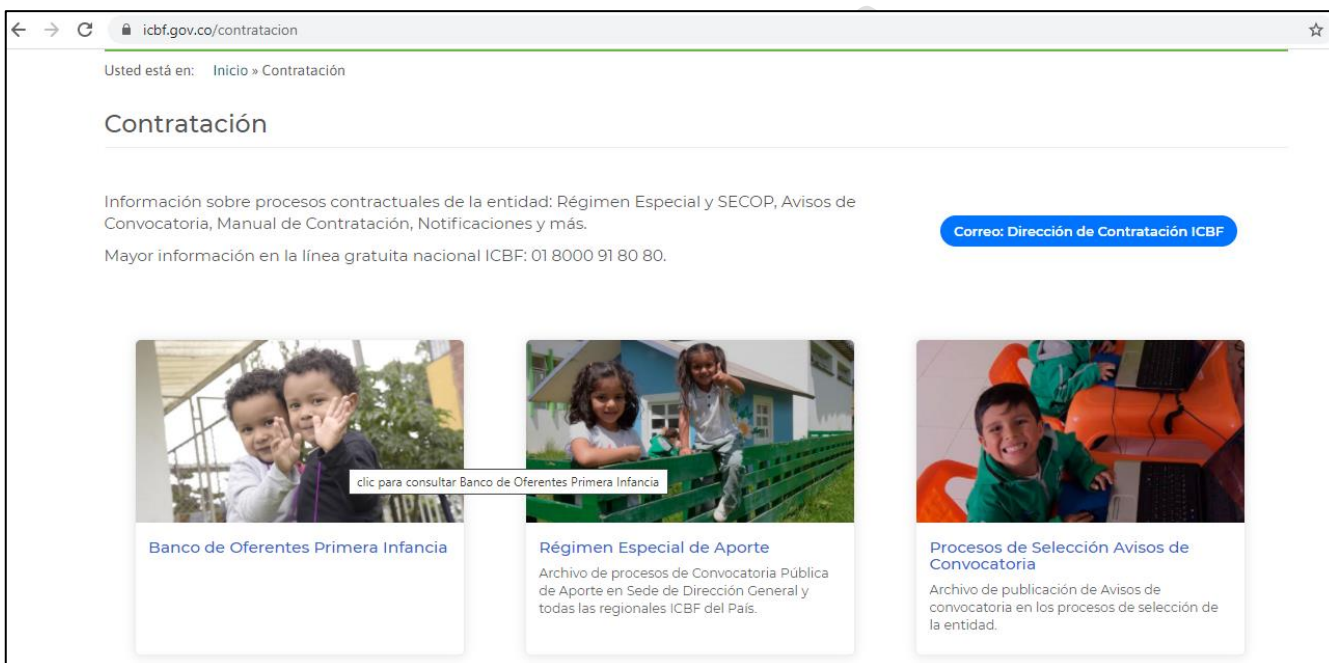 icbf.gov.co/contratacion
Usted está en: Inicio » Contratación
Contratación
Información sobre procesos contractuales de la entidad: Régimen Especial y SECOP, Avisos de
Convocatoria, Manual de Contratación, Notificaciones y más.
Mayor información en la línea gratuita nacional ICBF: 01 8000 91 80 80.
Correo: Dirección de Contratación ICBF
clic para consultar Banco de Oferentes Primera Infancia
Banco de Oferentes Primera Infancia
Régimen Especial de Aporte
Archivo de procesos de Convocatoria Pública
de Aporte en Sede de Dirección General y
todas las regionales ICBF del País.
Procesos de Selección Avisos de
Convocatoria
Archivo de publicación de Avisos de
convocatoria en los procesos de selección de
la entidad.